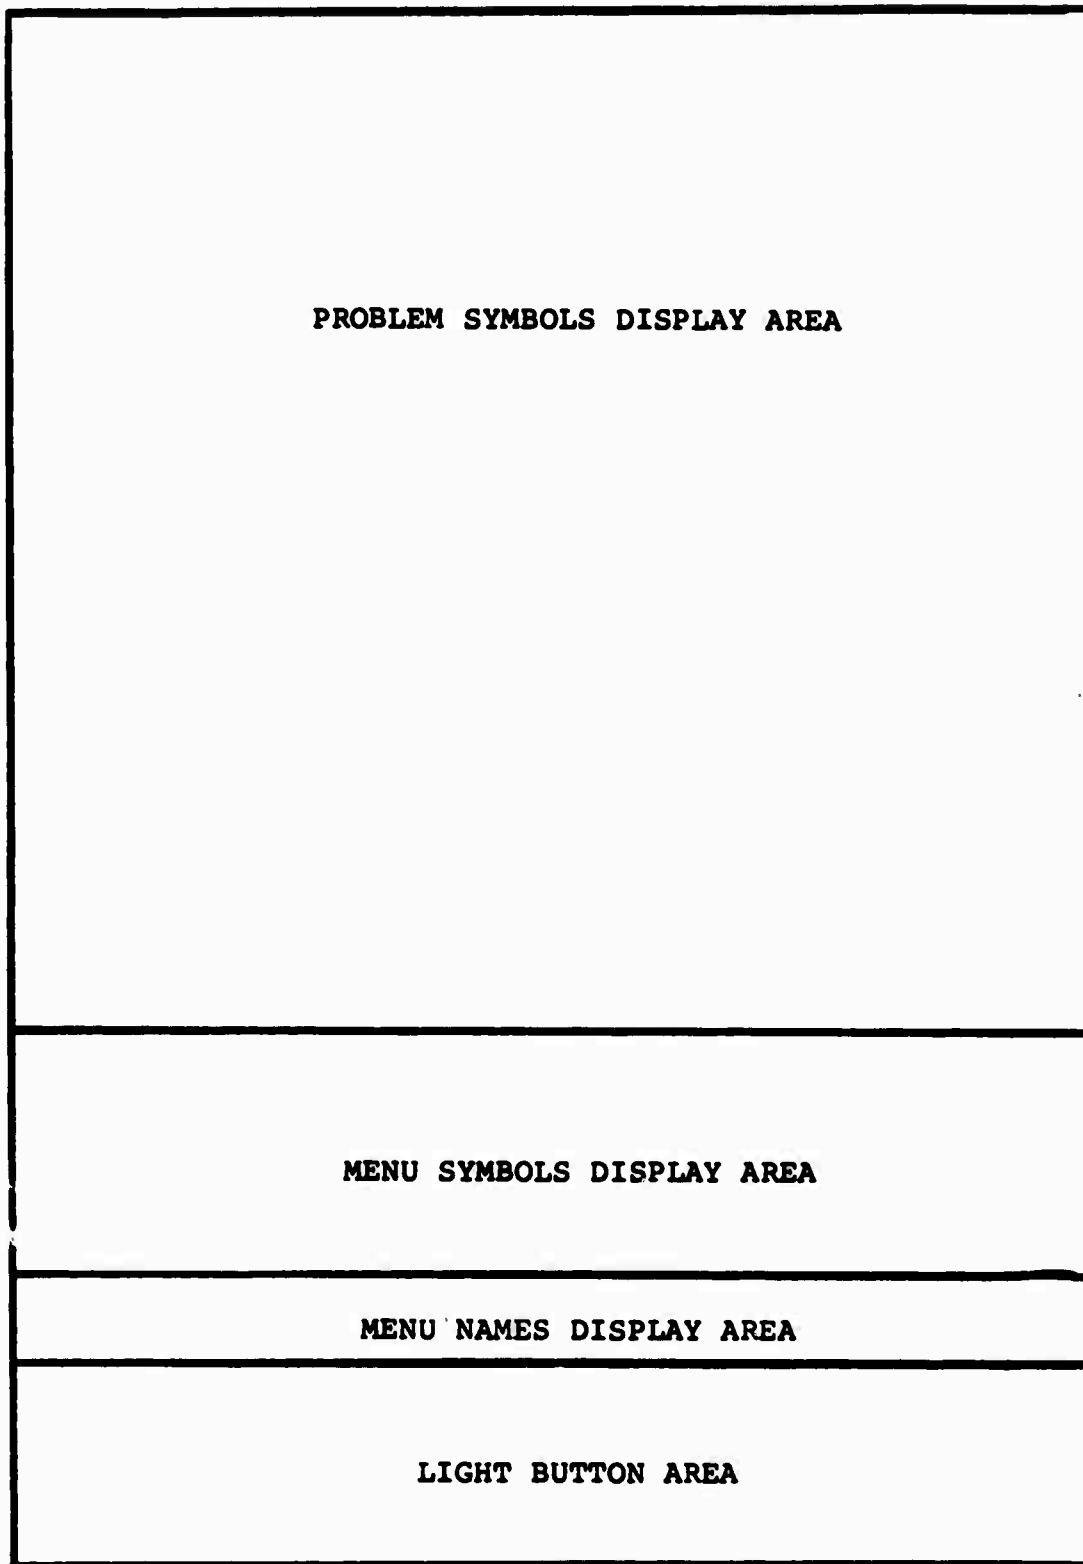 PROBLEM SYMBOLS DISPLAY AREA
MENU SYMBOLS DISPLAY AREA
MENU NAMES DISPLAY AREA
LIGHT BUTTON AREA